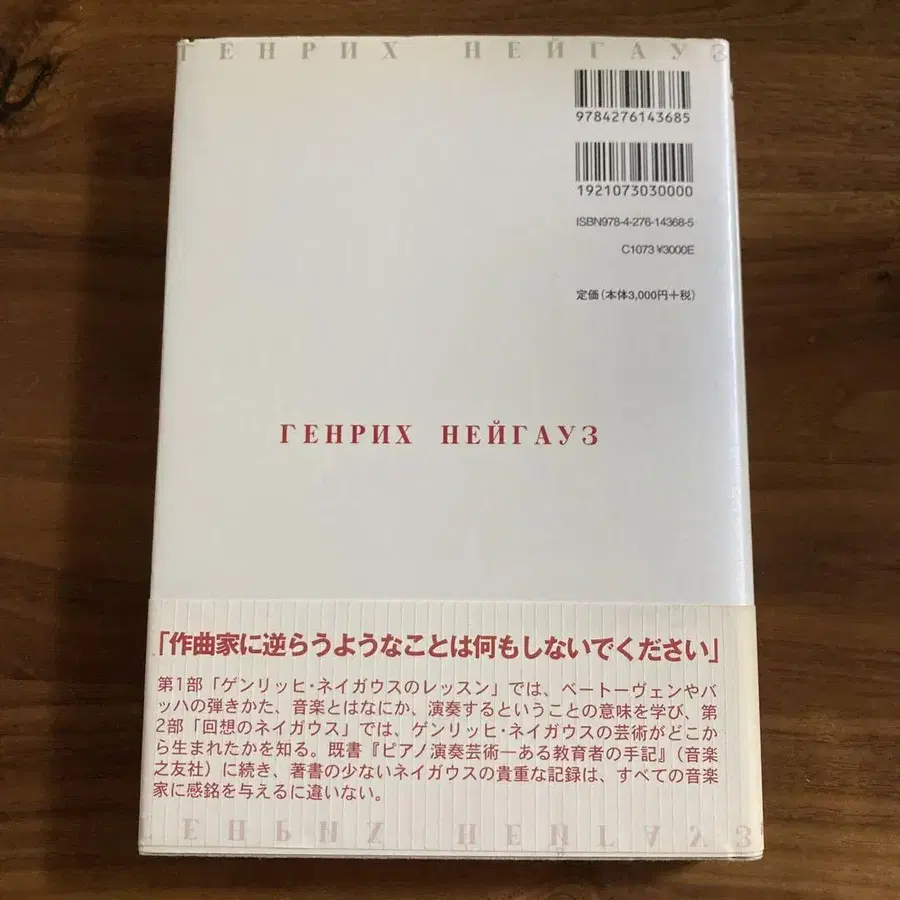 ГЕНРИХ НЕЙГАУЗ
9784276143685
1921073030000
ISBN978-4-276-14368-5
C1073 ¥3000E
定価(本体3,000円+税)
ГЕНРИХ НЕЙГАУЗ
「作曲家に逆らうようなことは何もしないでください」
第1部「ゲンリッヒ・ネイガウスのレッスン」では、ベートーヴェンやバ
ッハの弾きかた、音楽とはなにか、演奏するということの意味を学び、第
2部「回想のネイガウス」では、ゲンリッヒ・ネイガウスの芸術がどこか
ら生まれたかを知る。既書『ピアノ演奏芸術―ある教育者の手記』(音楽
之友社)に続き、著書の少ないネイガウスの貴重な記録は、すべての音楽
家に感銘を与えるに違いない。
ГЕНРИХ НЕЙГАУЗ